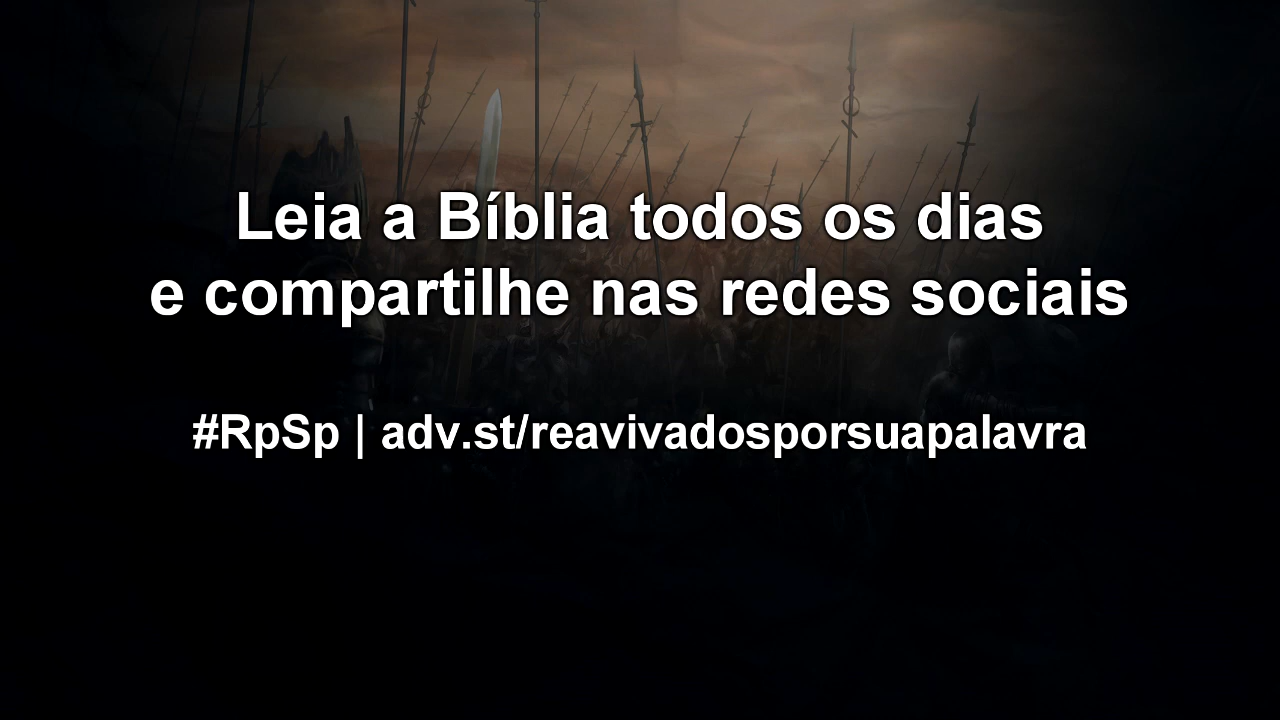 Leia a Bíblia todos os dias
e compartilhe nas redes sociais
#RpSp | adv.st/reavivadosporsuapalavra